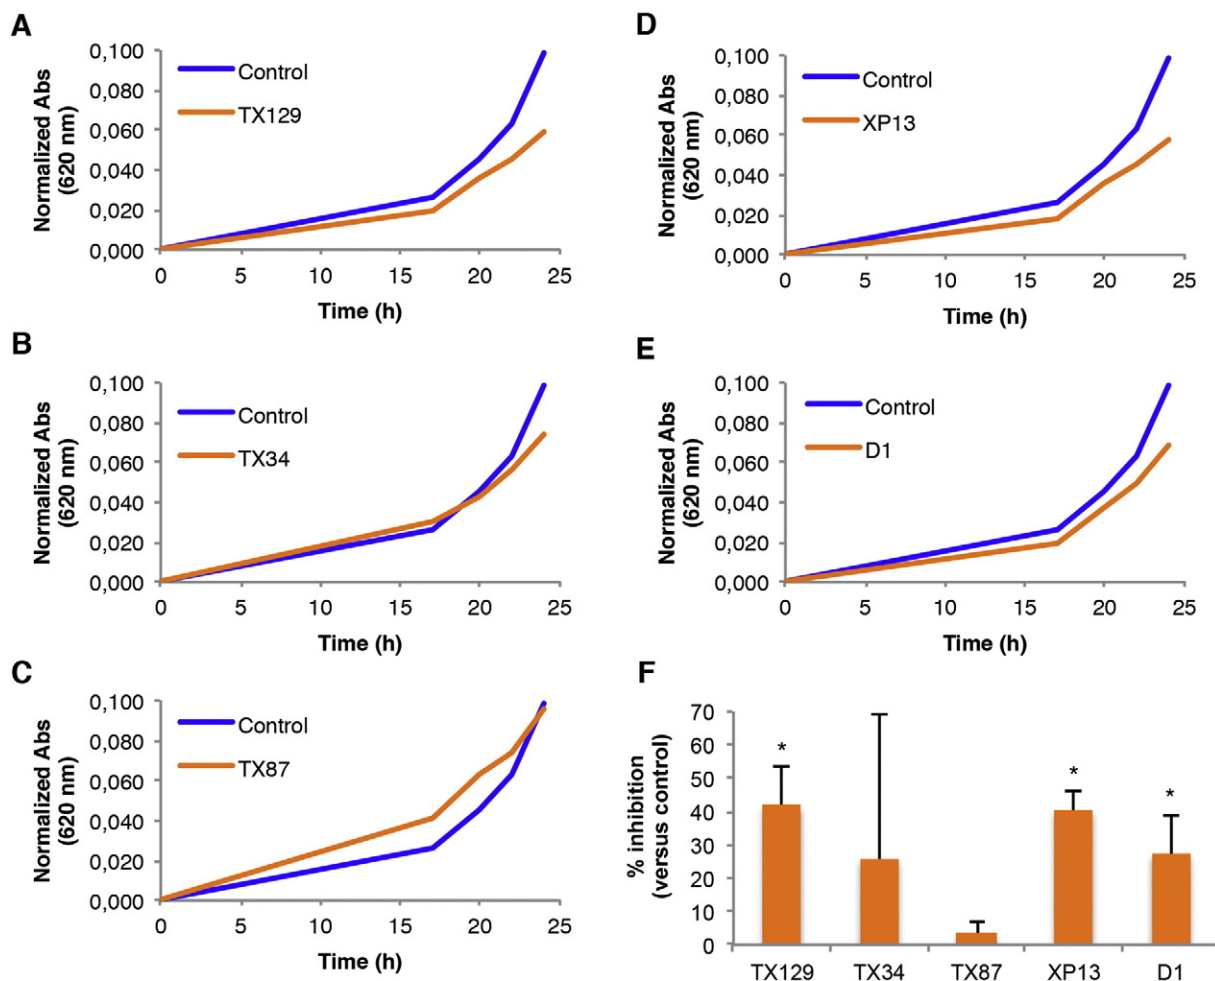 A
Normalized Abs
(620 nm)
0,100
0,080
0,060
0,040
0,020
0,000
Control
TX129
0 5 10 15 20 25
Time (h)
B
Normalized Abs
(620 nm)
0,100
0,080
0,060
0,040
0,020
0,000
Control
TX34
0 5 10 15 20 25
Time (h)
C
Normalized Abs
(620 nm)
0,100
0,080
0,060
0,040
0,020
0,000
Control
TX87
0 5 10 15 20 25
Time (h)
D
Normalized Abs
(620 nm)
0,100
0,080
0,060
0,040
0,020
0,000
Control
XP13
0 5 10 15 20 25
Time (h)
E
Normalized Abs
(620 nm)
0,100
0,080
0,060
0,040
0,020
0,000
Control
D1
0 5 10 15 20 25
Time (h)
F
% inhibition
(versus control)
70
60
50
40
30
20
10
0
* * *
TX129 TX34 TX87 XP13 D1